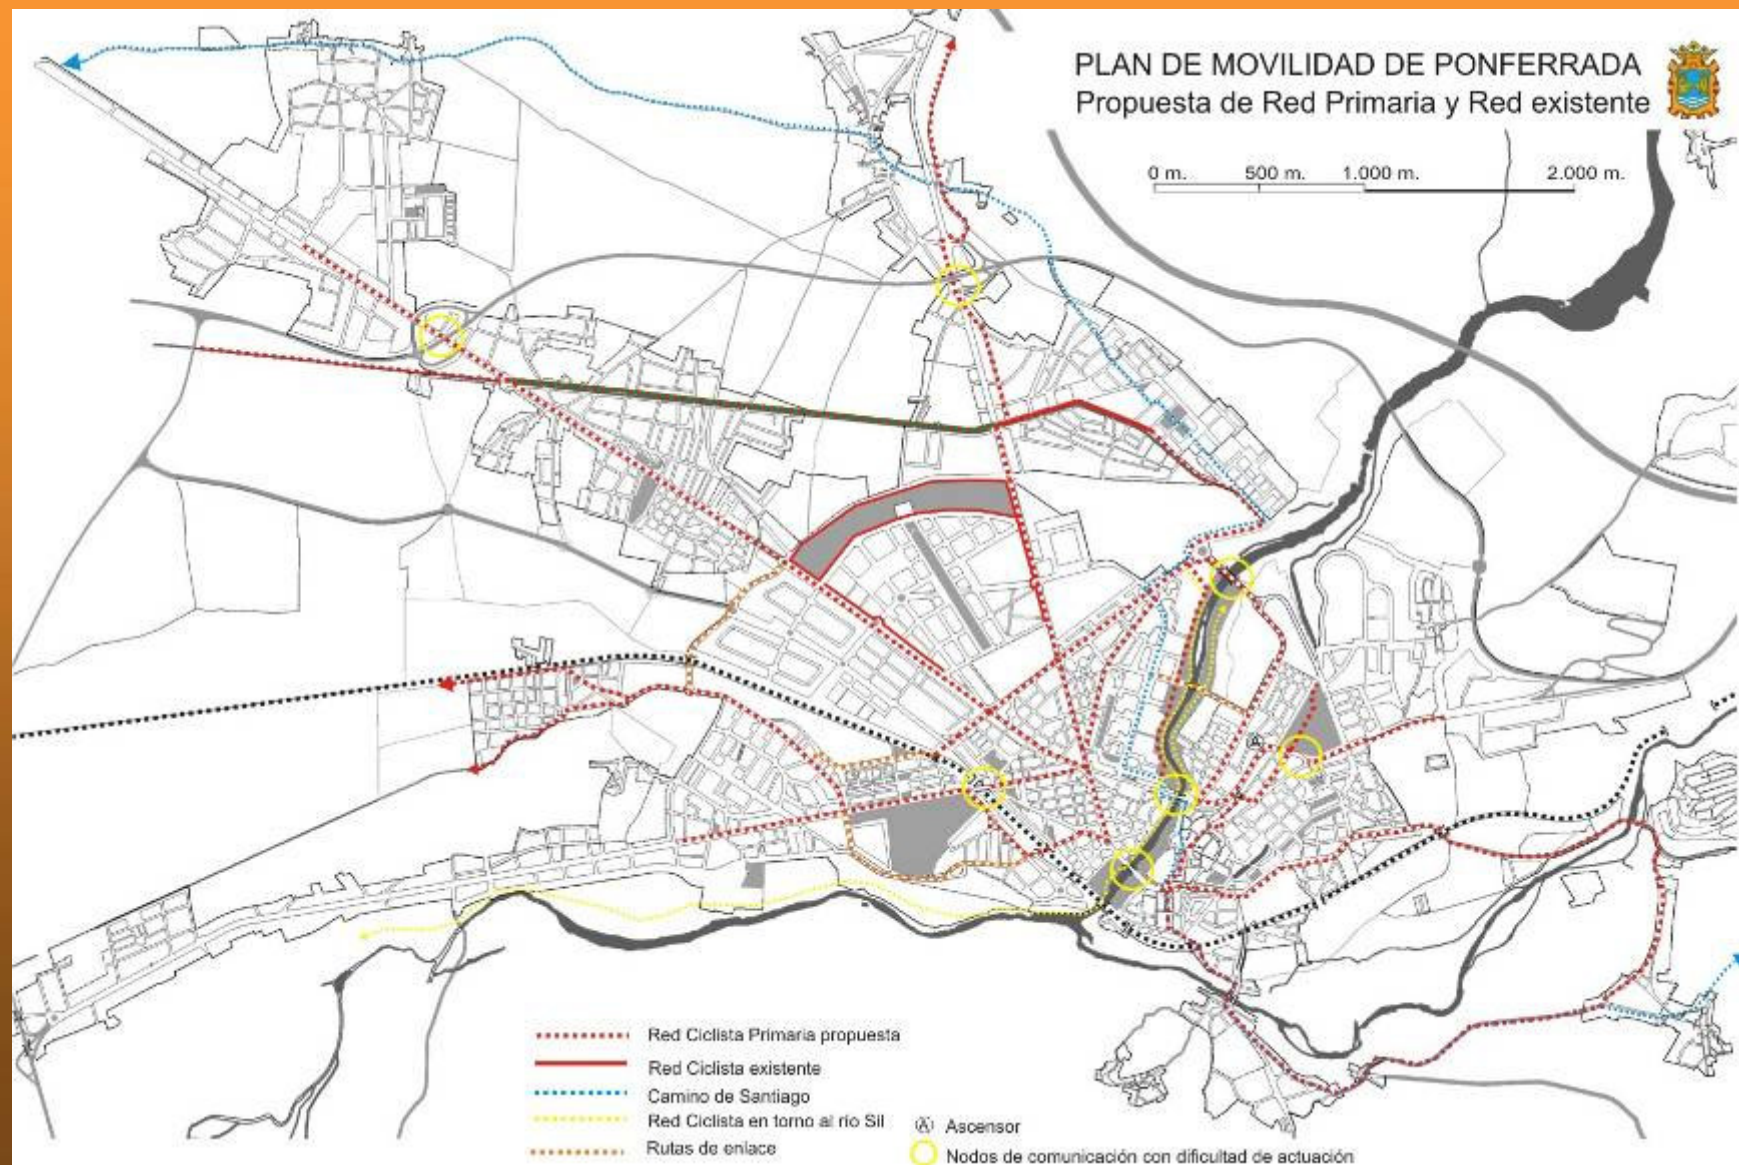 PLAN DE MOVILIDAD DE PONFERRADA
Propuesta de Red Primaria y Red existente
0 m. 500 m. 1.000 m. 2.000 m.
A
Red Ciclista Primaria propuesta
Red Ciclista existente
Camino de Santiago
Red Ciclista en torno al río Sil
Rutas de enlace
A Ascensor
Nodos de comunicación con dificultad de actuación